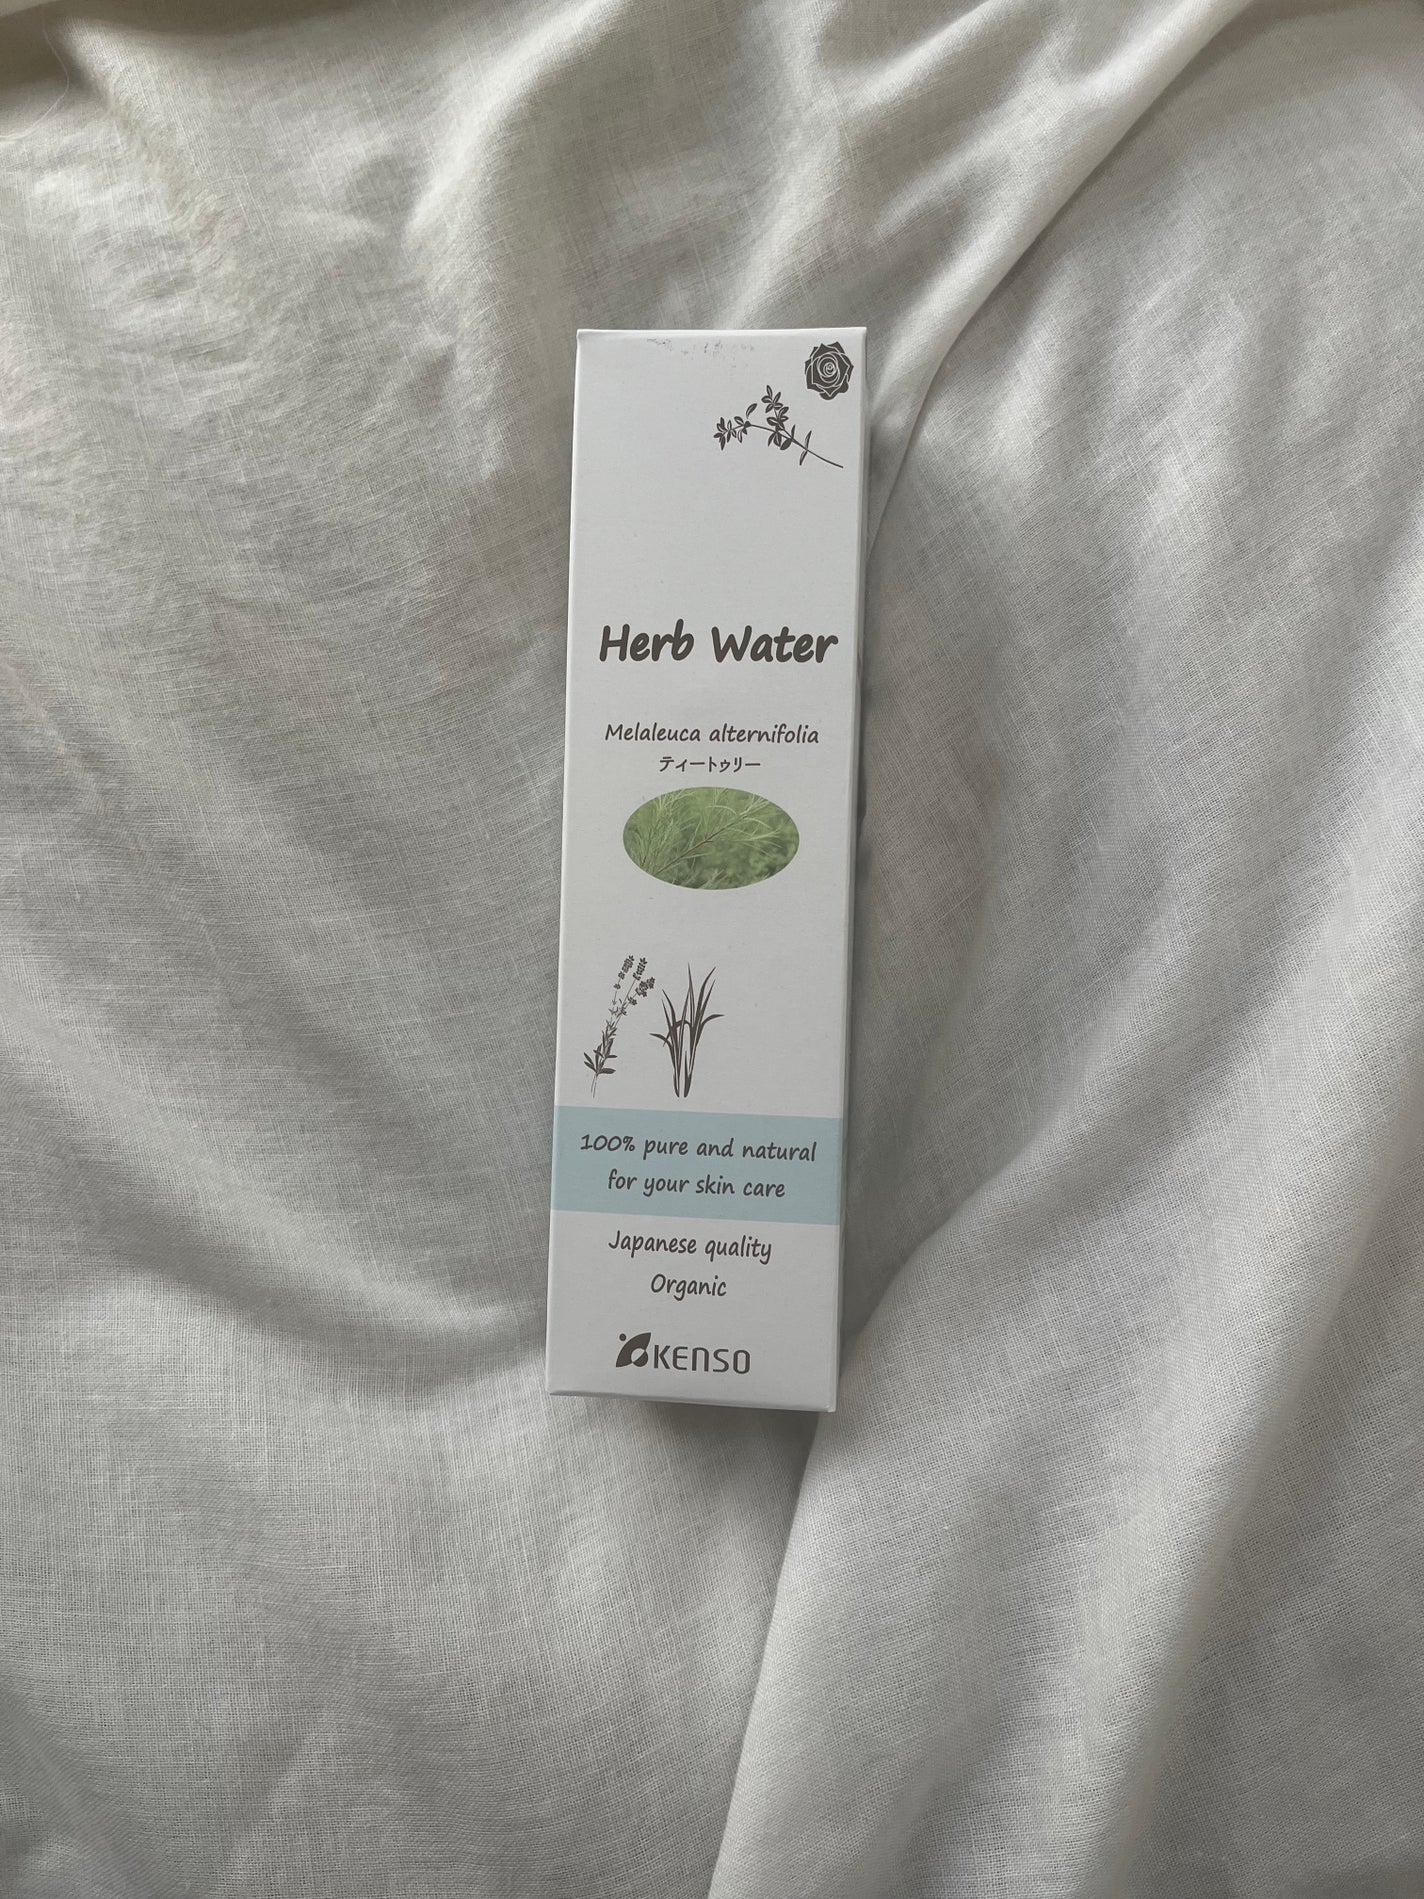 Herb Water
Melaleuca alternifolia
ティートゥリー
100% pure and natural
for your skin care
Japanese quality
Organic
KENSO